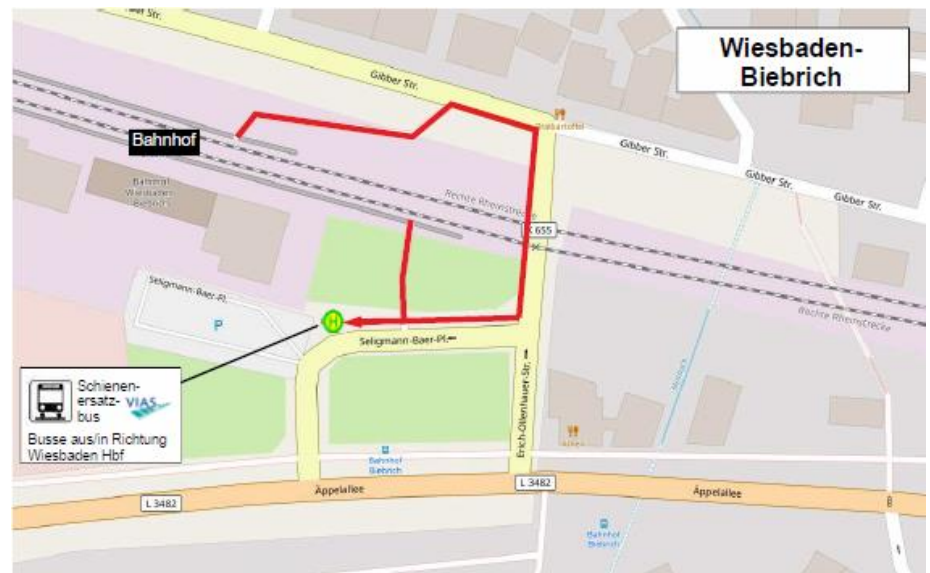 Wiesbaden-
Biebrich
Gibber Str.
Gibber Str.
Gibber Str.
Gibber Str.
Bahnhof
Bahnhof
Wiesbaden
Biebrich
Rechte Rheinstrecke
K 655
Rechte Rheinstrecke
Seligmann-Baer-Pl.
P
H
Seligmann-Baer-Pl.
Erich-Ollenhauer-Str.
Schienen-
ersatz-
bus
VIAS
Busse aus/in Richtung
Wiesbaden Hbf
Bahnhof
Biebrich
L 3482
Äppelallee
L 3482
Äppelallee
Bahnhof
Biebrich